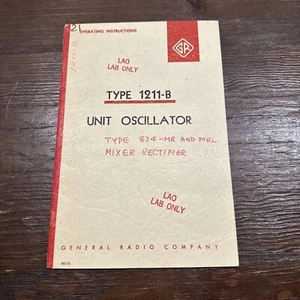 OPERATING INSTRUCTIONS
GR
LAO
LAB ONLY
TYPE 1211-B
UNIT OSCILLATOR
TYPE 874-MR AND MRL
MIXER RECTIFIER
LAO
LAB ONLY
GENERAL RADIO COMPANY